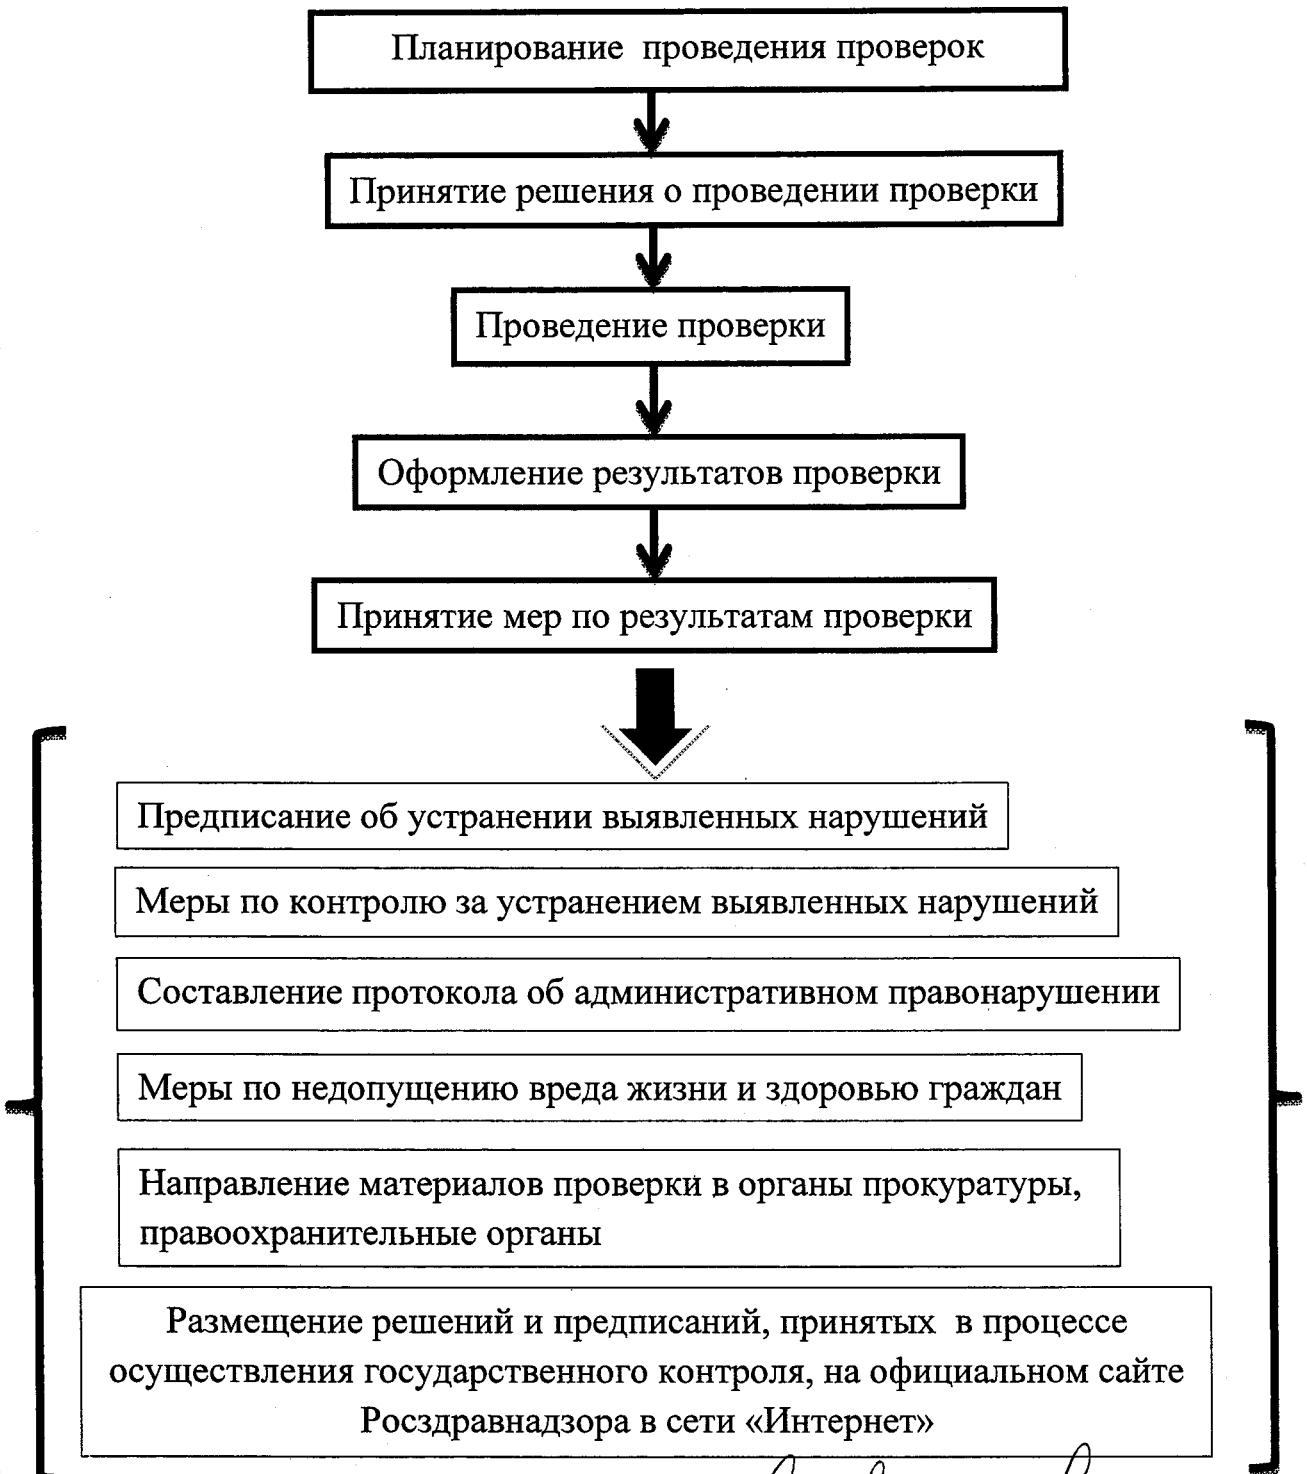 Планирование проведения проверок
Принятие решения о проведении проверки
Проведение проверки
Оформление результатов проверки
Принятие мер по результатам проверки
Предписание об устранении выявленных нарушений
Меры по контролю за устранением выявленных нарушений
Составление протокола об административном правонарушении
Меры по недопущению вреда жизни и здоровью граждан
Направление материалов проверки в органы прокуратуры,
правоохранительные органы
Размещение решений и предписаний, принятых в процессе
осуществления государственного контроля, на официальном сайте
Росздравнадзора в сети «Интернет»